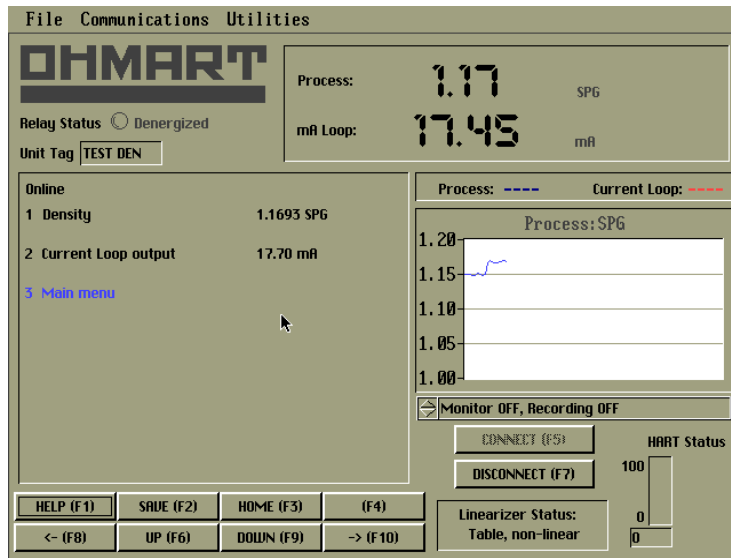 File Communications Utilities
OHMART
Process: 1.17 SPG
mA Loop: 17.45 mA
Relay Status Denergized
Unit Tag TEST DEN
Online
1 Density 1.1693 SPG
2 Current Loop output 17.70 mA
3 Main menu
Process: ---- Current Loop: ----
Process:SPG
1.20
1.15
1.10
1.05
1.00
Monitor OFF, Recording OFF
CONNECT (F5)
DISCONNECT (F7)
HART Status
100
0
0
Linearizer Status:
Table, non-linear
HELP (F1) SAVE (F2) HOME (F3) (F4)
<- (F8) UP (F6) DOWN (F9) -> (F10)